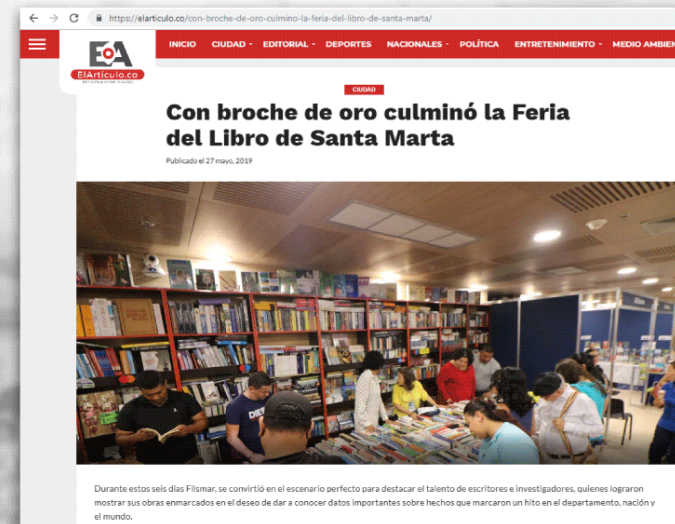 https://elarticulo.co/con-broche-de-oro-culmino-la-feria-del-libro-de-santa-marta/
INICIO CIUDAD EDITORIAL DEPORTES NACIONALES POLÍTICA ENTRETENIMIENTO MEDIO AMBIEN
EA
ElArtículo.co
CIUDAD
Con broche de oro culminó la Feria
del Libro de Santa Marta
Publicado el 27 mayo, 2019
Durante estos seis días Filsmar, se convirtió en el escenario perfecto para destacar el talento de escritores e investigadores, quienes lograron
mostrar sus obras enmarcados en el deseo de dar a conocer datos importantes sobre hechos que marcaron un hito en el departamento, nación y
el mundo.